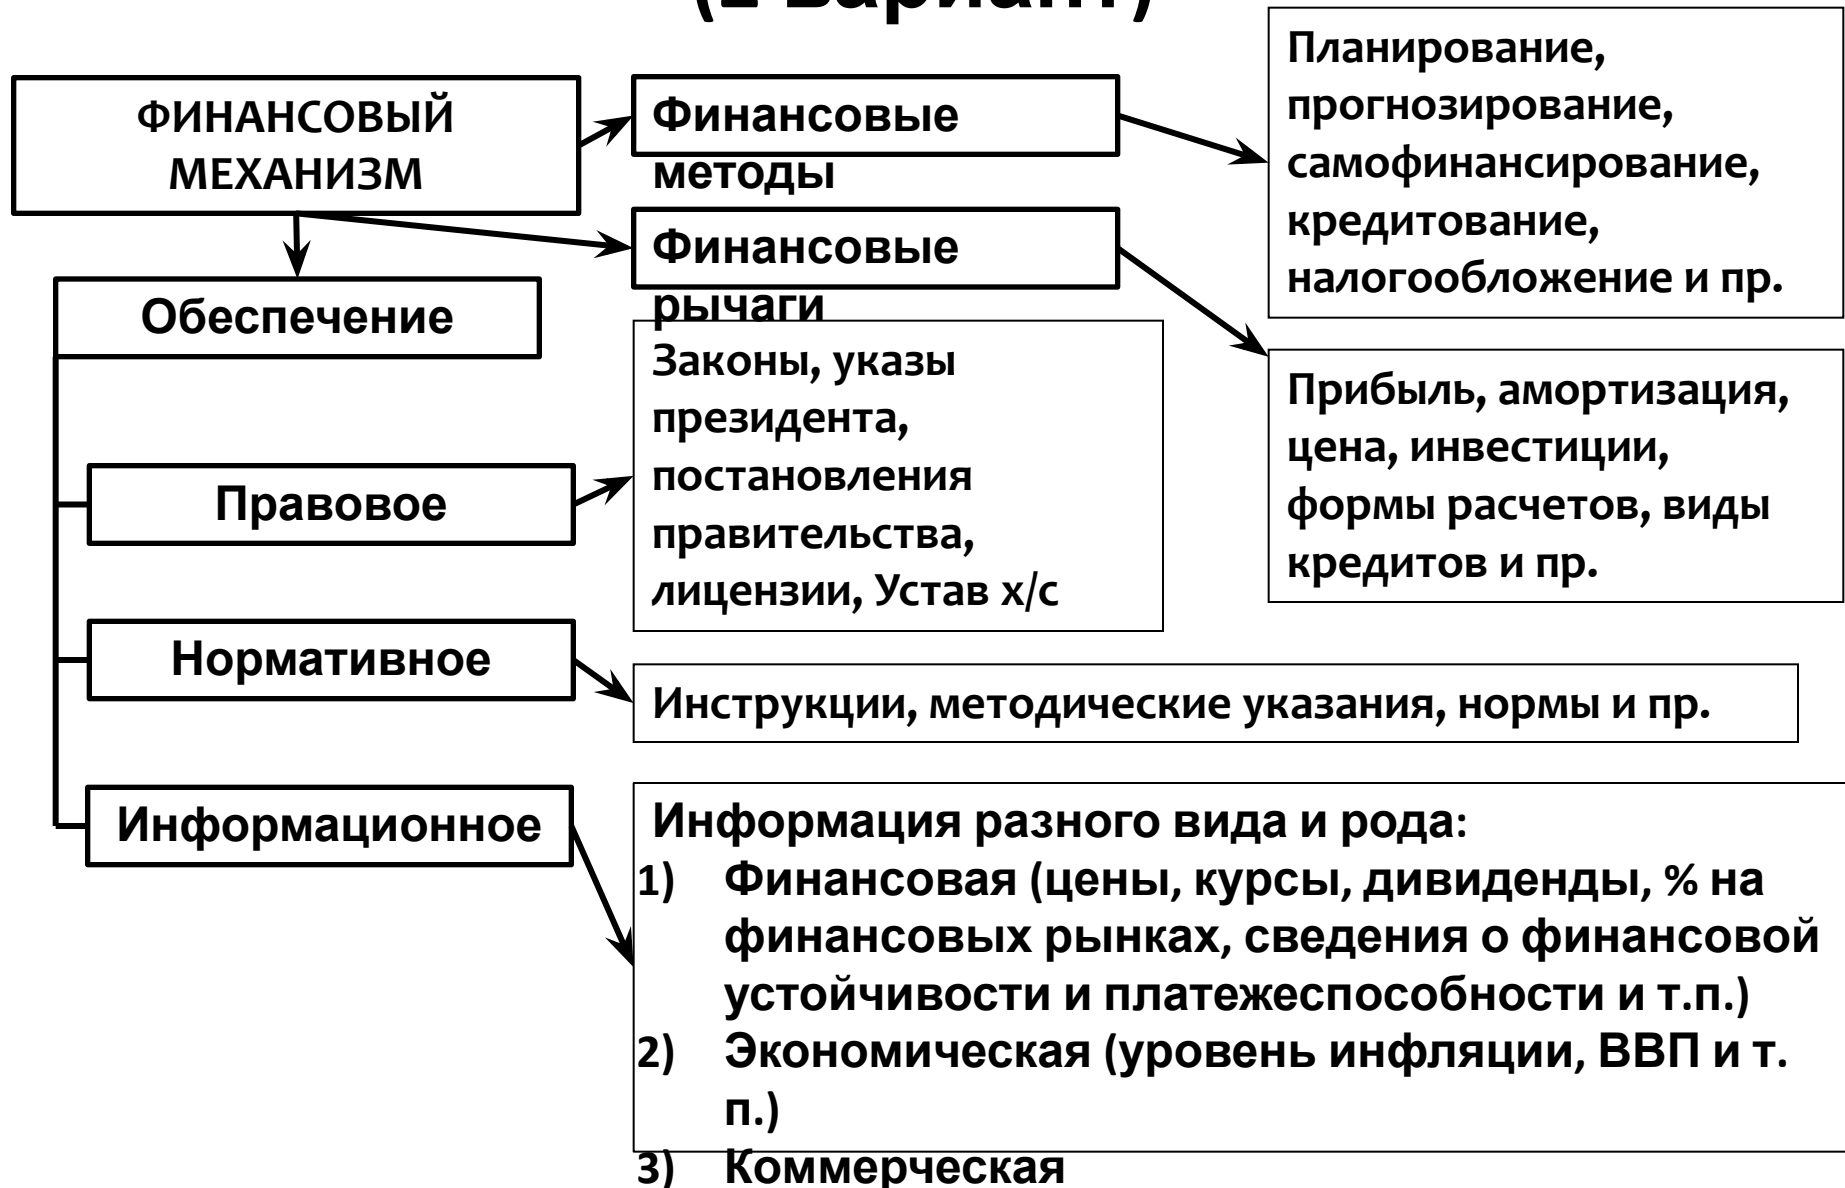 вариант)
ФИНАНСОВЫЙ
МЕХАНИЗМ
Финансовые
методы
Планирование,
прогнозирование,
самофинансирование,
кредитование,
налогообложение и пр.
Финансовые
рычаги
Прибыль, амортизация,
цена, инвестиции,
формы расчетов, виды
кредитов и пр.
Обеспечение
Правовое
Законы, указы
президента,
постановления
правительства,
лицензии, Устав х/с
Нормативное
Инструкции, методические указания, нормы и пр.
Информационное
Информация разного вида и рода:
1) Финансовая (цены, курсы, дивиденды, % на
финансовых рынках, сведения о финансовой
устойчивости и платежеспособности и т.п.)
2) Экономическая (уровень инфляции, ВВП и т.
п.)
3) Коммерческая